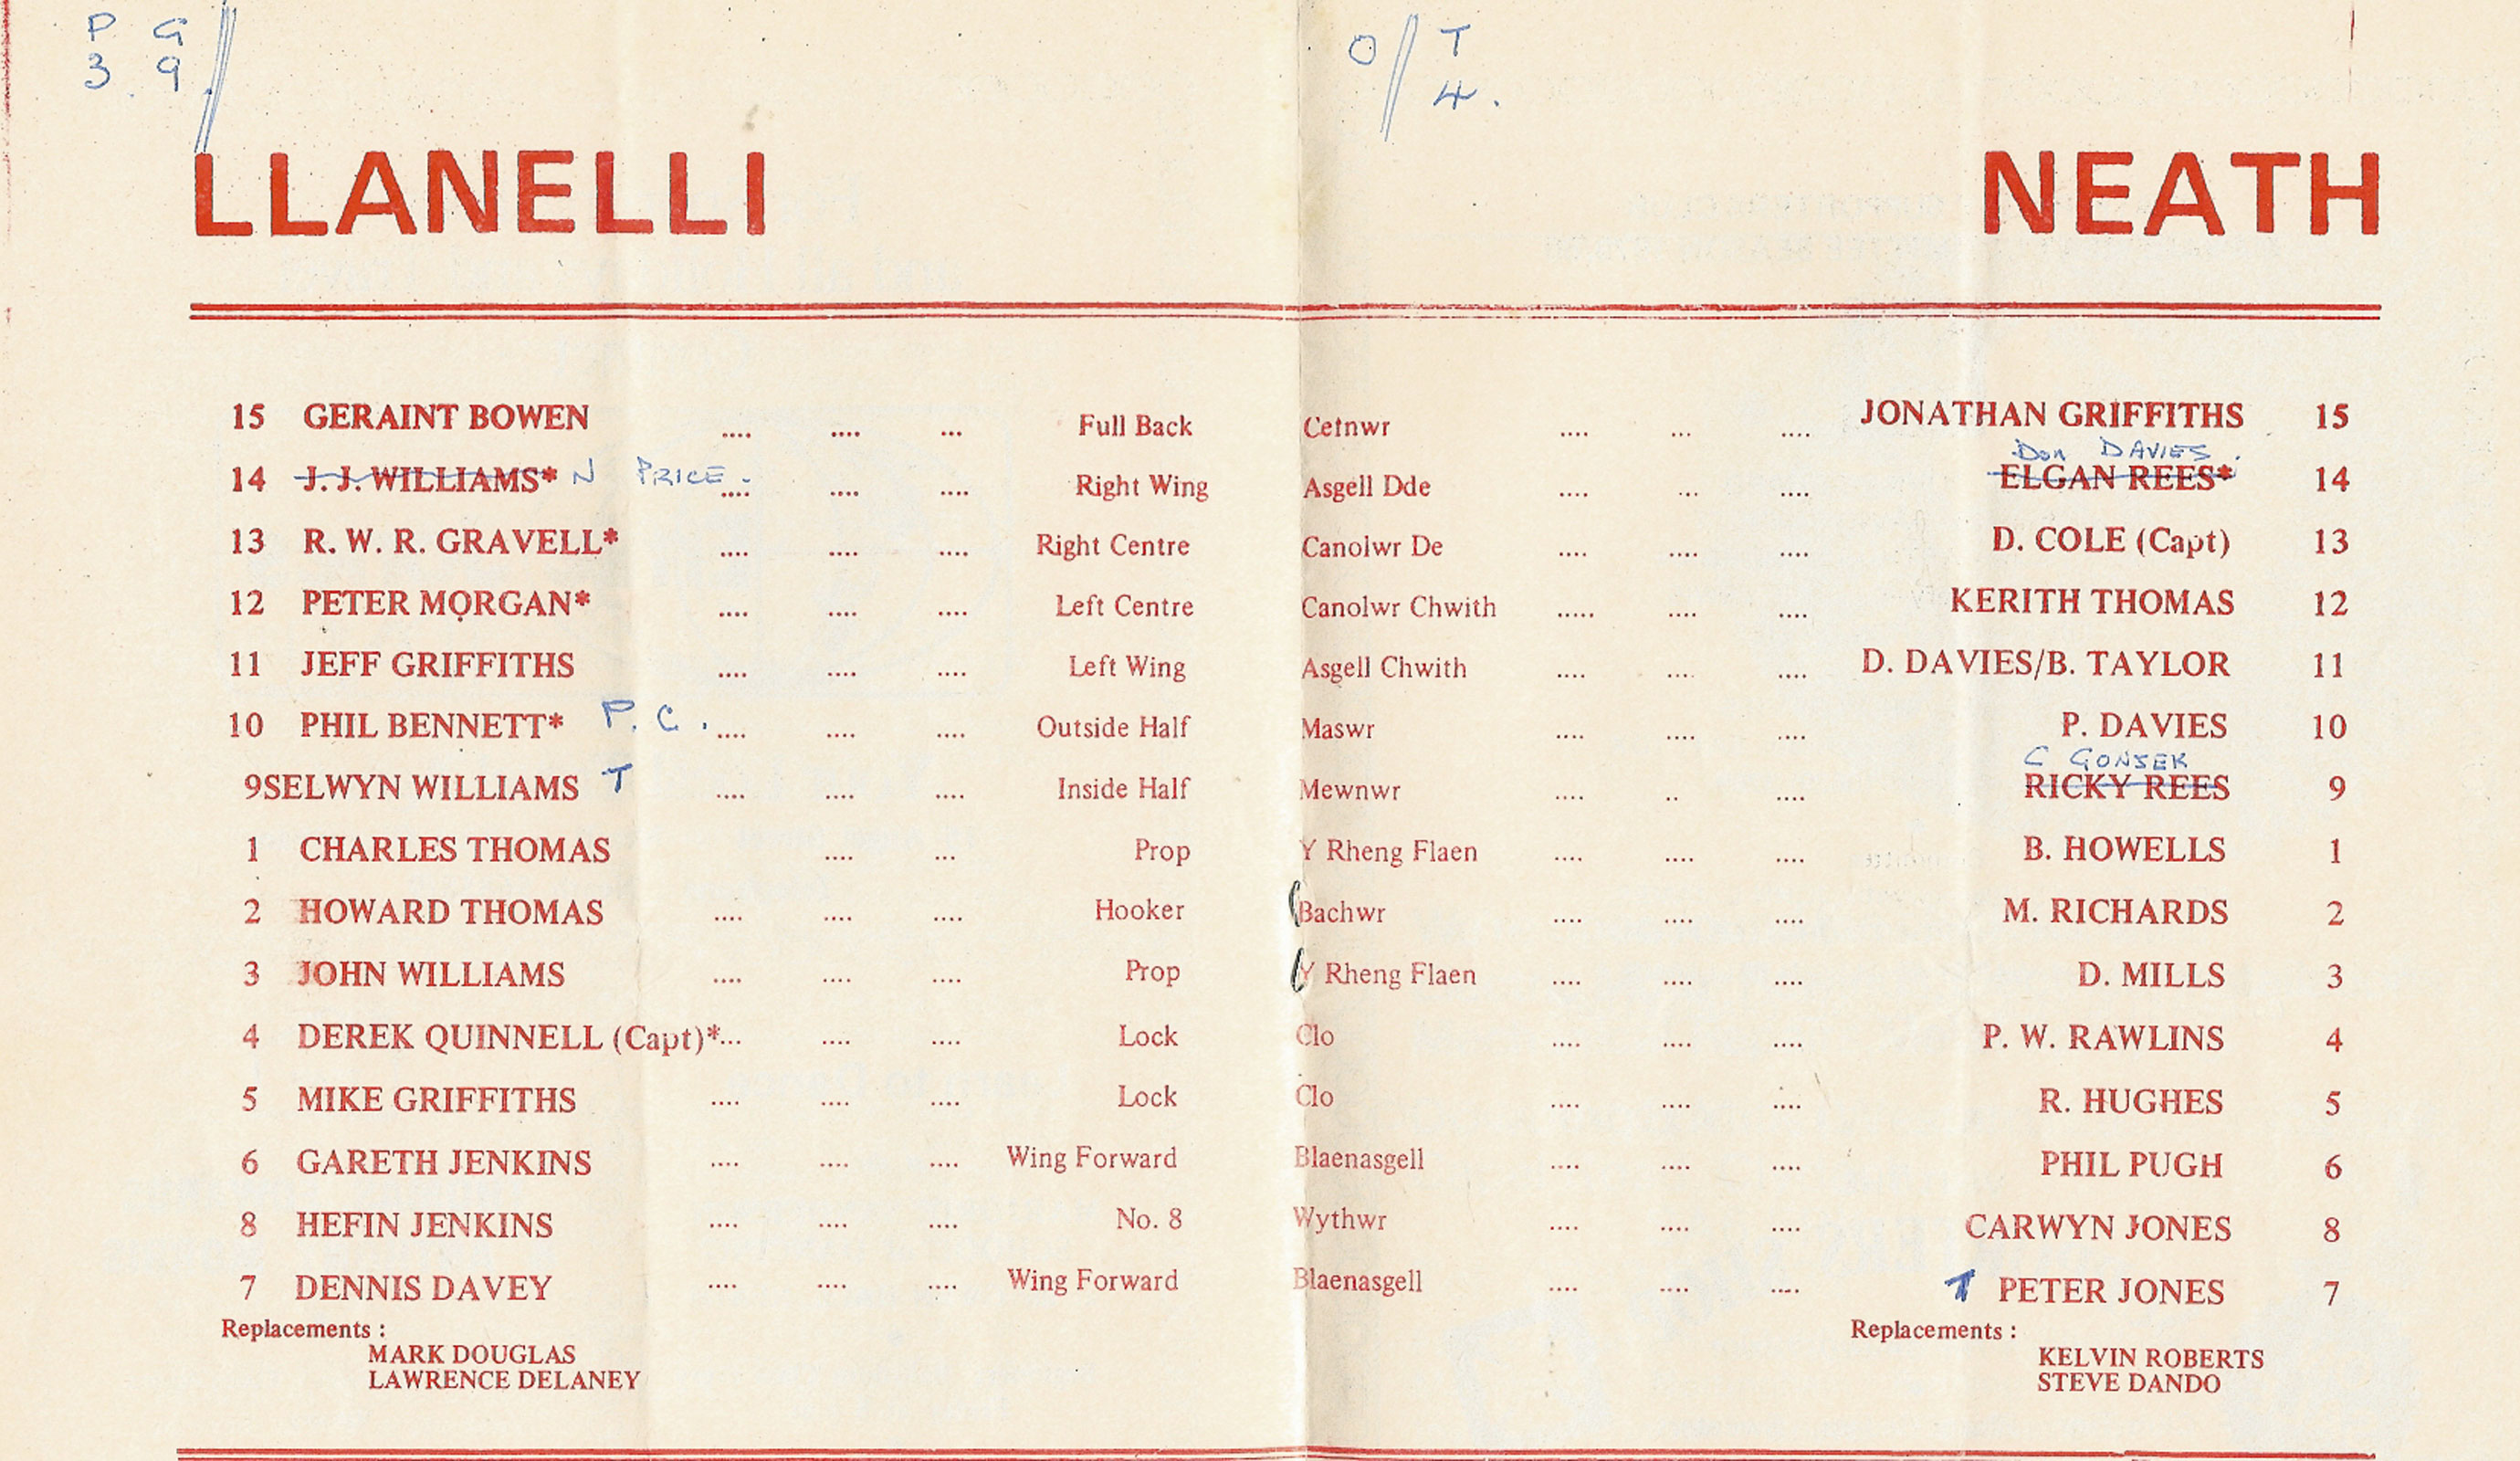 P G O T
3 9 4.
LLANELLI NEATH
15 GERAINT BOWEN .... .... ... Full Back Cefnwr .... ... .... JONATHAN GRIFFITHS 15
Don DAVIES.
14 J. J. WILLIAMS* N PRICE. .... .... .... Right Wing Asgell Dde .... ... .... ELGAN REES* 14
13 R. W. R. GRAVELL* .... .... .... Right Centre Canolwr De .... .... .... D. COLE (Capt) 13
12 PETER MORGAN* .... .... .... Left Centre Canolwr Chwith ..... .... .... KERITH THOMAS 12
11 JEFF GRIFFITHS .... .... .... Left Wing Asgell Chwith .... .... .... D. DAVIES/B. TAYLOR 11
10 PHIL BENNETT* P. C. .... .... .... Outside Half Maswr .... .... .... P. DAVIES 10
C GONSER
9SELWYN WILLIAMS T .... .... .... Inside Half Mewnwr .... .. .... RICKY REES 9
1 CHARLES THOMAS .... ... Prop Y Rheng Flaen .... .... .... B. HOWELLS 1
2 HOWARD THOMAS .... .... .... Hooker Bachwr .... .... .... M. RICHARDS 2
3 JOHN WILLIAMS .... .... .... Prop Y Rheng Flaen .... .... .... D. MILLS 3
4 DEREK QUINNELL (Capt)*... .... .... Lock Clo .... .... .... P. W. RAWLINS 4
5 MIKE GRIFFITHS .... .... .... Lock Clo .... .... .... R. HUGHES 5
6 GARETH JENKINS .... .... .... Wing Forward Blaenasgell .... .... .... PHIL PUGH 6
8 HEFIN JENKINS .... .... .... No. 8 Wythwr .... .... .... CARWYN JONES 8
7 DENNIS DAVEY .... .... .... Wing Forward Blaenasgell .... .... .... T PETER JONES 7
Replacements : Replacements :
MARK DOUGLAS KELVIN ROBERTS
LAWRENCE DELANEY STEVE DANDO